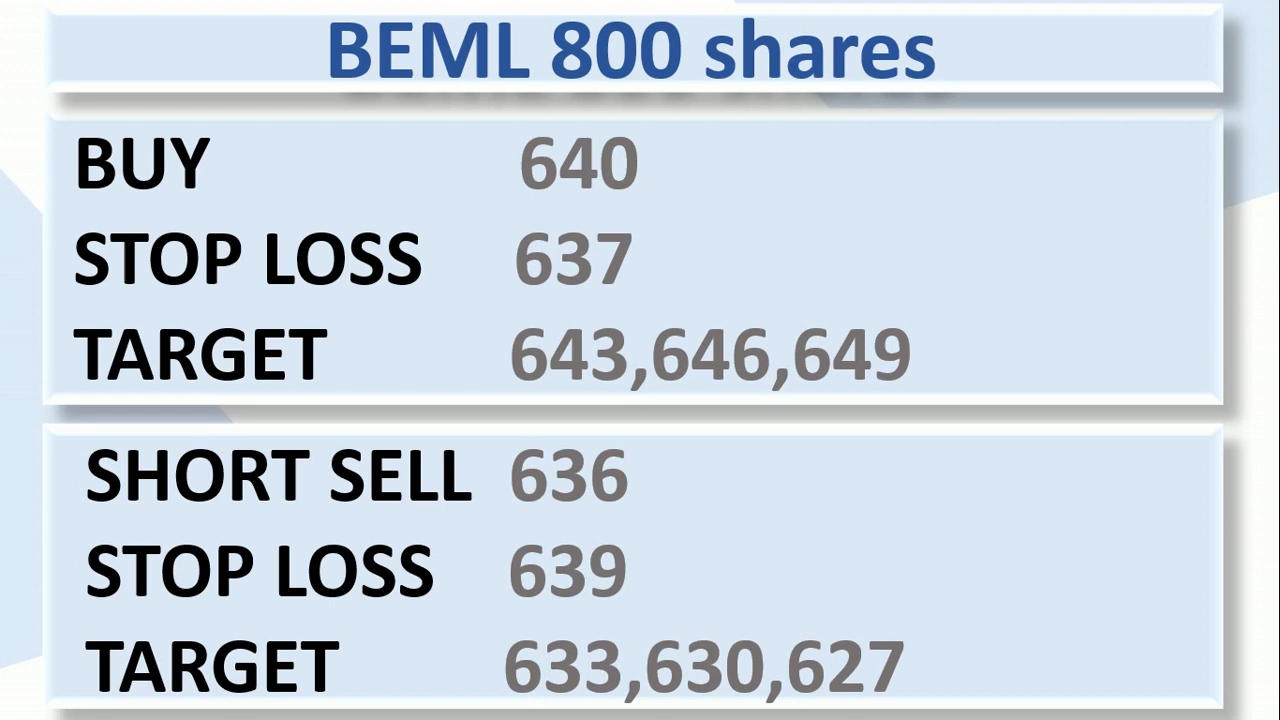 BEML 800 shares
BUY 640
STOP LOSS 637
TARGET 643,646,649
SHORT SELL 636
STOP LOSS 639
TARGET 633,630,627